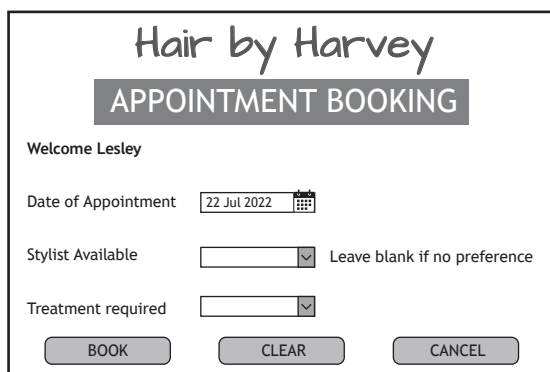 Hair by Harvey
APPOINTMENT BOOKING
Welcome Lesley
Date of Appointment 22 Jul 2022
Stylist Available Leave blank if no preference
Treatment required
BOOK CLEAR CANCEL